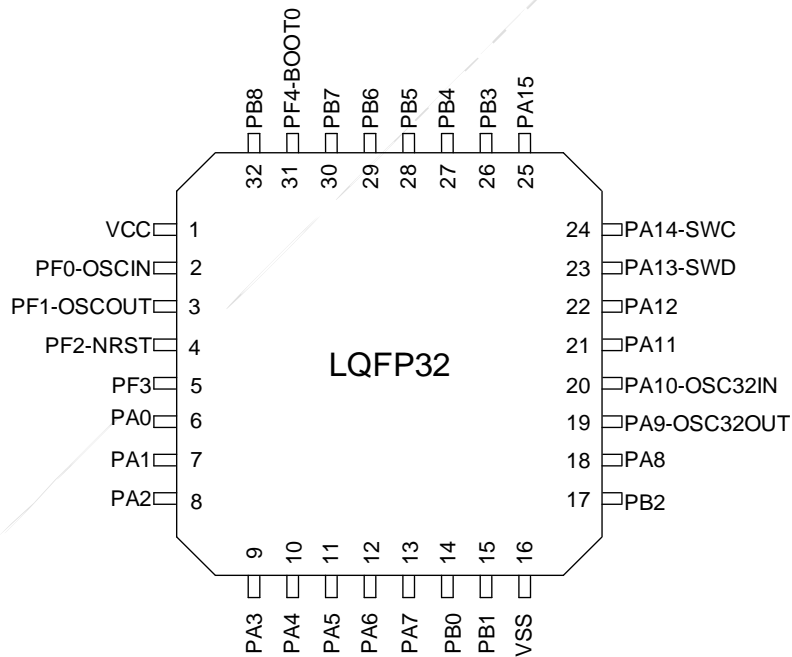 PB8
PF4-BOOT0
PB7
PB6
PB5
PB4
PB3
PA15
32
31
30
29
28
27
26
25
VCC 1
PF0-OSCIN 2
PF1-OSCOUT 3
PF2-NRST 4
PF3 5
PA0 6
PA1 7
PA2 8
LQFP32
24 PA14-SWC
23 PA13-SWD
22 PA12
21 PA11
20 PA10-OSC32IN
19 PA9-OSC32OUT
18 PA8
17 PB2
9
10
11
12
13
14
15
16
PA3
PA4
PA5
PA6
PA7
PB0
PB1
VSS